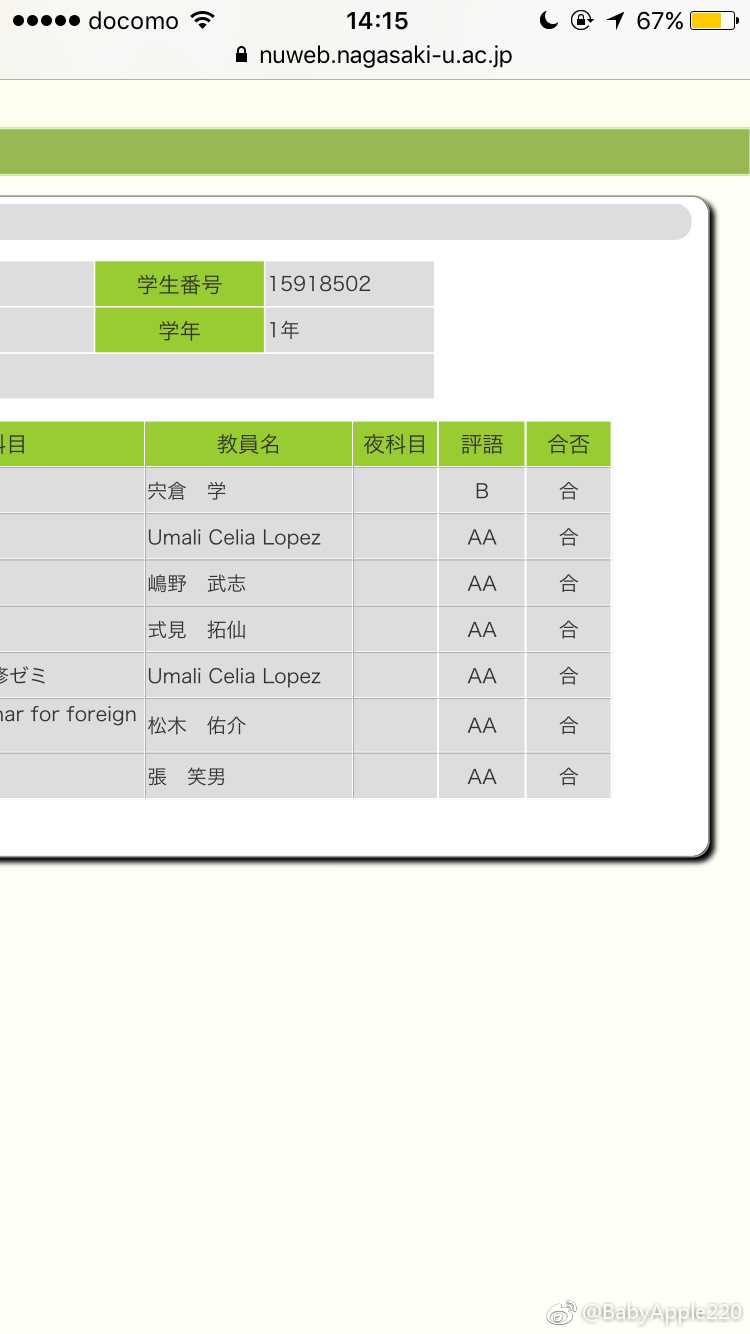 docomo 14:15 67%
nuweb.nagasaki-u.ac.jp
学生番号 15918502
学年 1年
科目 教員名 夜科目 評語 合否
宍倉 学 B 合
Umali Celia Lopez AA 合
嶋野 武志 AA 合
式見 拓仙 AA 合
修ゼミ Umali Celia Lopez AA 合
nar for foreign
松木 佑介 AA 合
張 笑男 AA 合
@BabyApple220